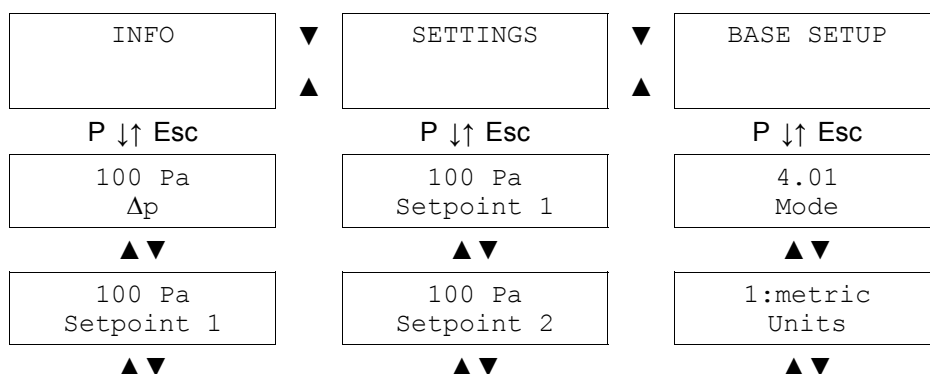 INFO ▼ SETTINGS ▼ BASE SETUP
▲ ▲
P ↓↑ Esc P ↓↑ Esc P ↓↑ Esc
100 Pa 100 Pa 4.01
Δp Setpoint 1 Mode
▲▼ ▲▼ ▲▼
100 Pa 100 Pa 1:metric
Setpoint 1 Setpoint 2 Units
▲▼ ▲▼ ▲▼